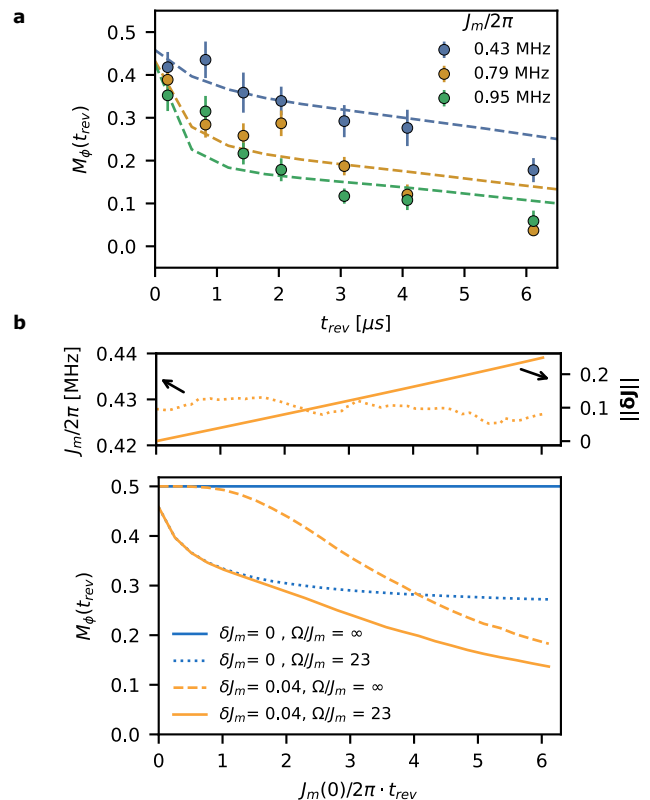 a
J_m/2π
0.43 MHz
0.79 MHz
0.95 MHz
M_ϕ(t_rev)
0.5
0.4
0.3
0.2
0.1
0.0
0 1 2 3 4 5 6
t_rev [μs]
b
J_m/2π [MHz]
0.44
0.43
0.42
0.2
0.1
0
||δJ||
M_ϕ(t_rev)
0.5
0.4
0.3
0.2
0.1
0.0
δJ_m= 0 , Ω/J_m = ∞
δJ_m= 0 , Ω/J_m = 23
δJ_m= 0.04, Ω/J_m = ∞
δJ_m= 0.04, Ω/J_m = 23
0 1 2 3 4 5 6
J_m(0)/2π · t_rev